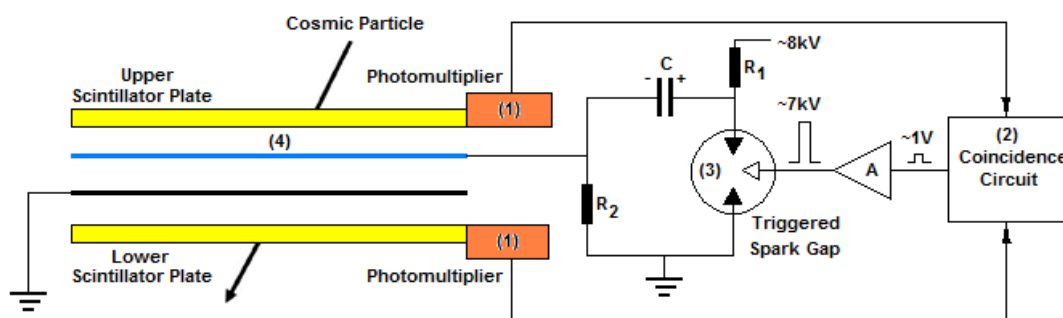 Cosmic Particle
Upper
Scintillator Plate
Photomultiplier
(1)
(4)
- C +
R1
~8kV
~7kV
~1V
(2)
Coincidence
Circuit
(3)
A
R2
Triggered
Spark Gap
(1)
Lower
Scintillator Plate
Photomultiplier